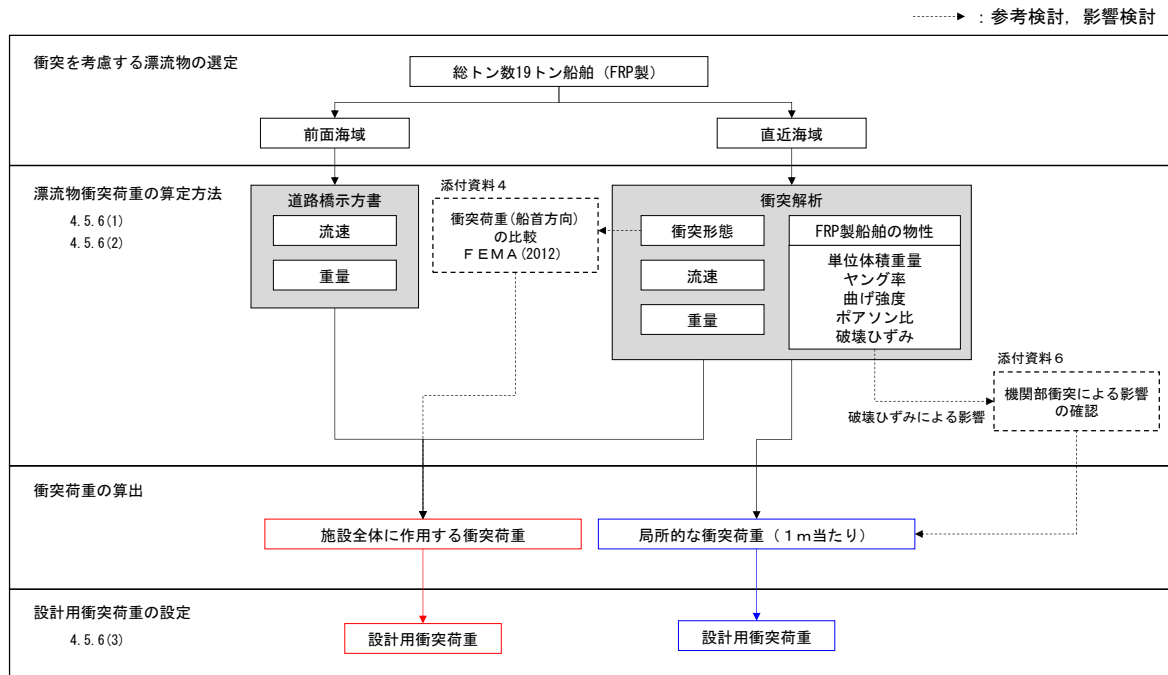 ：参考検討，影響検討
衝突を考慮する漂流物の選定
総トン数19トン船舶（FRP製）
前面海域
直近海域
漂流物衝突荷重の算定方法
4.5.6(1)
4.5.6(2)
道路橋示方書
流速
重量
添付資料４
衝突荷重(船首方向)
の比較
ＦＥＭＡ(2012)
衝突解析
衝突形態
流速
重量
FRP製船舶の物性
単位体積重量
ヤング率
曲げ強度
ポアソン比
破壊ひずみ
添付資料６
機関部衝突による影響
の確認
破壊ひずみによる影響
衝突荷重の算出
施設全体に作用する衝突荷重
局所的な衝突荷重（１ｍ当たり）
設計用衝突荷重の設定
4.5.6(3)
設計用衝突荷重
設計用衝突荷重